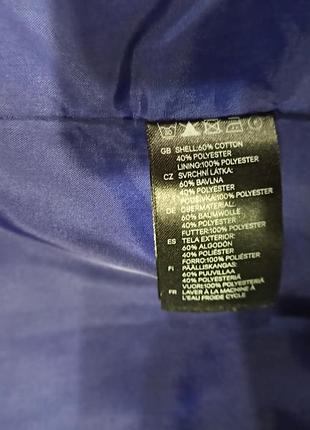 GB SHELL:60% COTTON
40% POLYESTER
LINING:100% POLYESTER
CZ SVRCHNÍ LÁTKA:
60% BAVLNA
40% POLYESTER
PODŠÍVKA:100% POLYESTER
DE OBERMATERIAL:
60% BAUMWOLLE
40% POLYESTER
FUTTER:100% POLYESTER
ES TELA EXTERIOR:
60% ALGODÓN
40% POLIÉSTER
FORRO:100% POLIÉSTER
FI PÄÄLLISKANGAS:
60% PUUVILLAA
40% POLYESTERIÄ
VUORI:100% POLYESTERIÄ
FR LAVER À LA MACHINE À
L'EAU FROIDE CYCLE